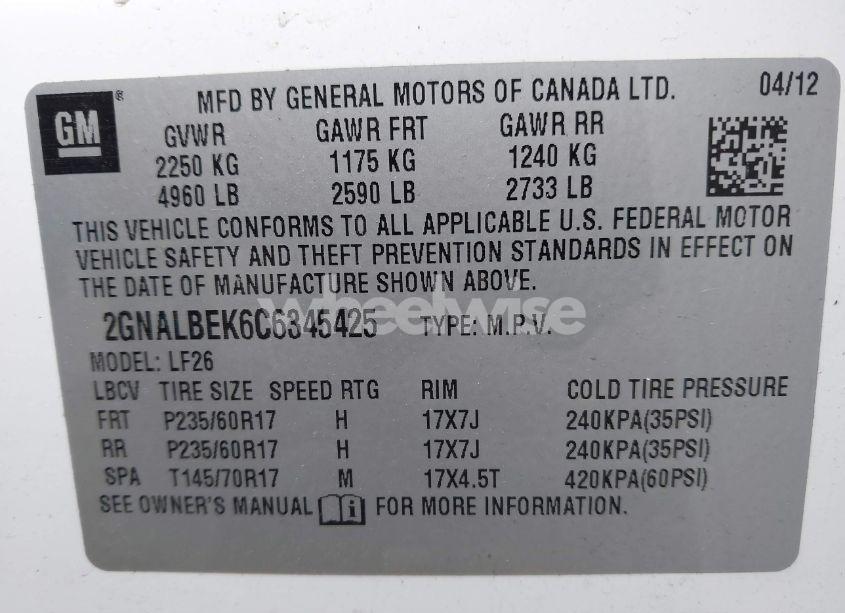 GM®
MFD BY GENERAL MOTORS OF CANADA LTD. 04/12
GVWR GAWR FRT GAWR RR
2250 KG 1175 KG 1240 KG
4960 LB 2590 LB 2733 LB
THIS VEHICLE CONFORMS TO ALL APPLICABLE U.S. FEDERAL MOTOR
VEHICLE SAFETY AND THEFT PREVENTION STANDARDS IN EFFECT ON
THE DATE OF MANUFACTURE SHOWN ABOVE.
wheelwise
2GNALBEK6C6345425 TYPE: M.P.V.
MODEL: LF26
LBCV TIRE SIZE SPEED RTG RIM COLD TIRE PRESSURE
FRT P235/60R17 H 17X7J 240KPA(35PSI)
RR P235/60R17 H 17X7J 240KPA(35PSI)
SPA T145/70R17 M 17X4.5T 420KPA(60PSI)
SEE OWNER'S MANUAL i FOR MORE INFORMATION.